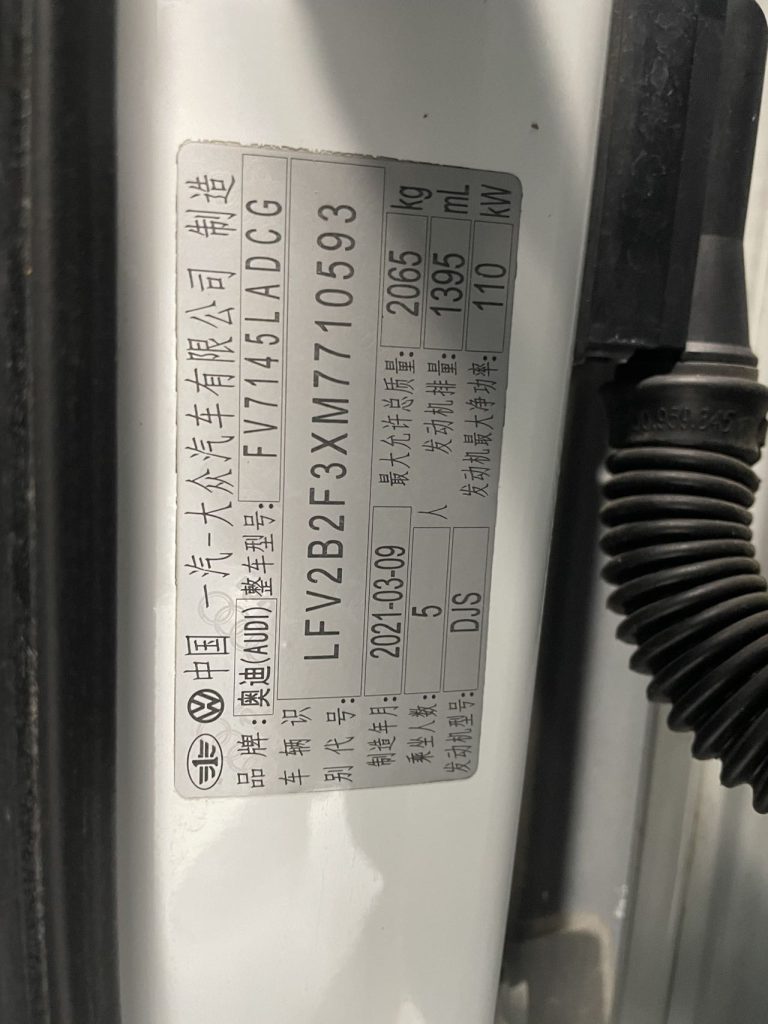 中国 一汽-大众汽车有限公司 制造
品牌: 奥迪(AUDI) 整车型号: FV7145LADCG
车辆识别代号: LFV2B2F3XM7710593
制造年月: 2021-03-09 最大允许总质量: 2065 kg
乘坐人数: 5 人 发动机排量: 1395 mL
发动机型号: DJS 发动机最大净功率: 110 kW